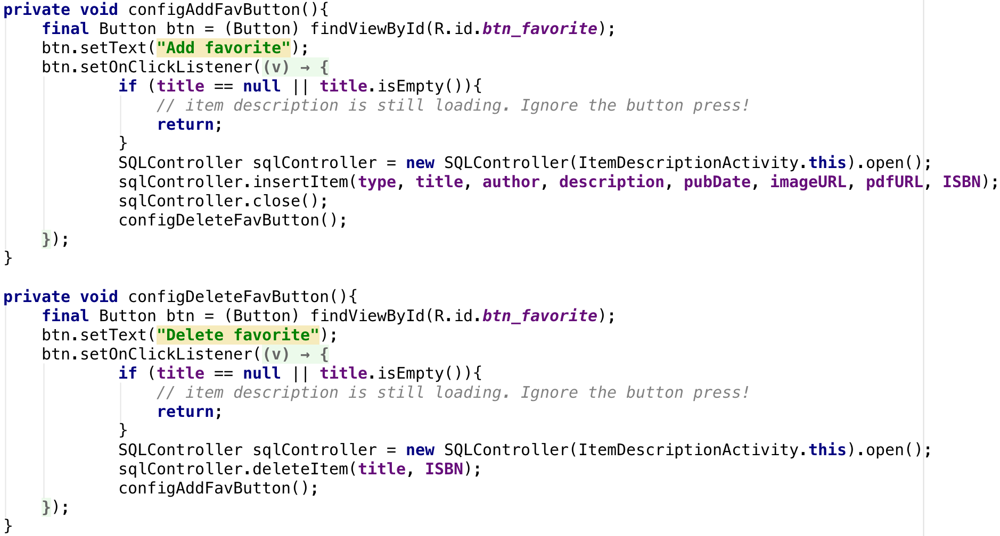 private void configAddFavButton(){
    final Button btn = (Button) findViewById(R.id.btn_favorite);
    btn.setText("Add favorite");
    btn.setOnClickListener((v) → {
            if (title == null || title.isEmpty()){
                // item description is still loading. Ignore the button press!
                return;
            }
            SQLController sqlController = new SQLController(ItemDescriptionActivity.this).open();
            sqlController.insertItem(type, title, author, description, pubDate, imageURL, pdfURL, ISBN);
            sqlController.close();
            configDeleteFavButton();
    });
}

private void configDeleteFavButton(){
    final Button btn = (Button) findViewById(R.id.btn_favorite);
    btn.setText("Delete favorite");
    btn.setOnClickListener((v) → {
            if (title == null || title.isEmpty()){
                // item description is still loading. Ignore the button press!
                return;
            }
            SQLController sqlController = new SQLController(ItemDescriptionActivity.this).open();
            sqlController.deleteItem(title, ISBN);
            configAddFavButton();
    });
}